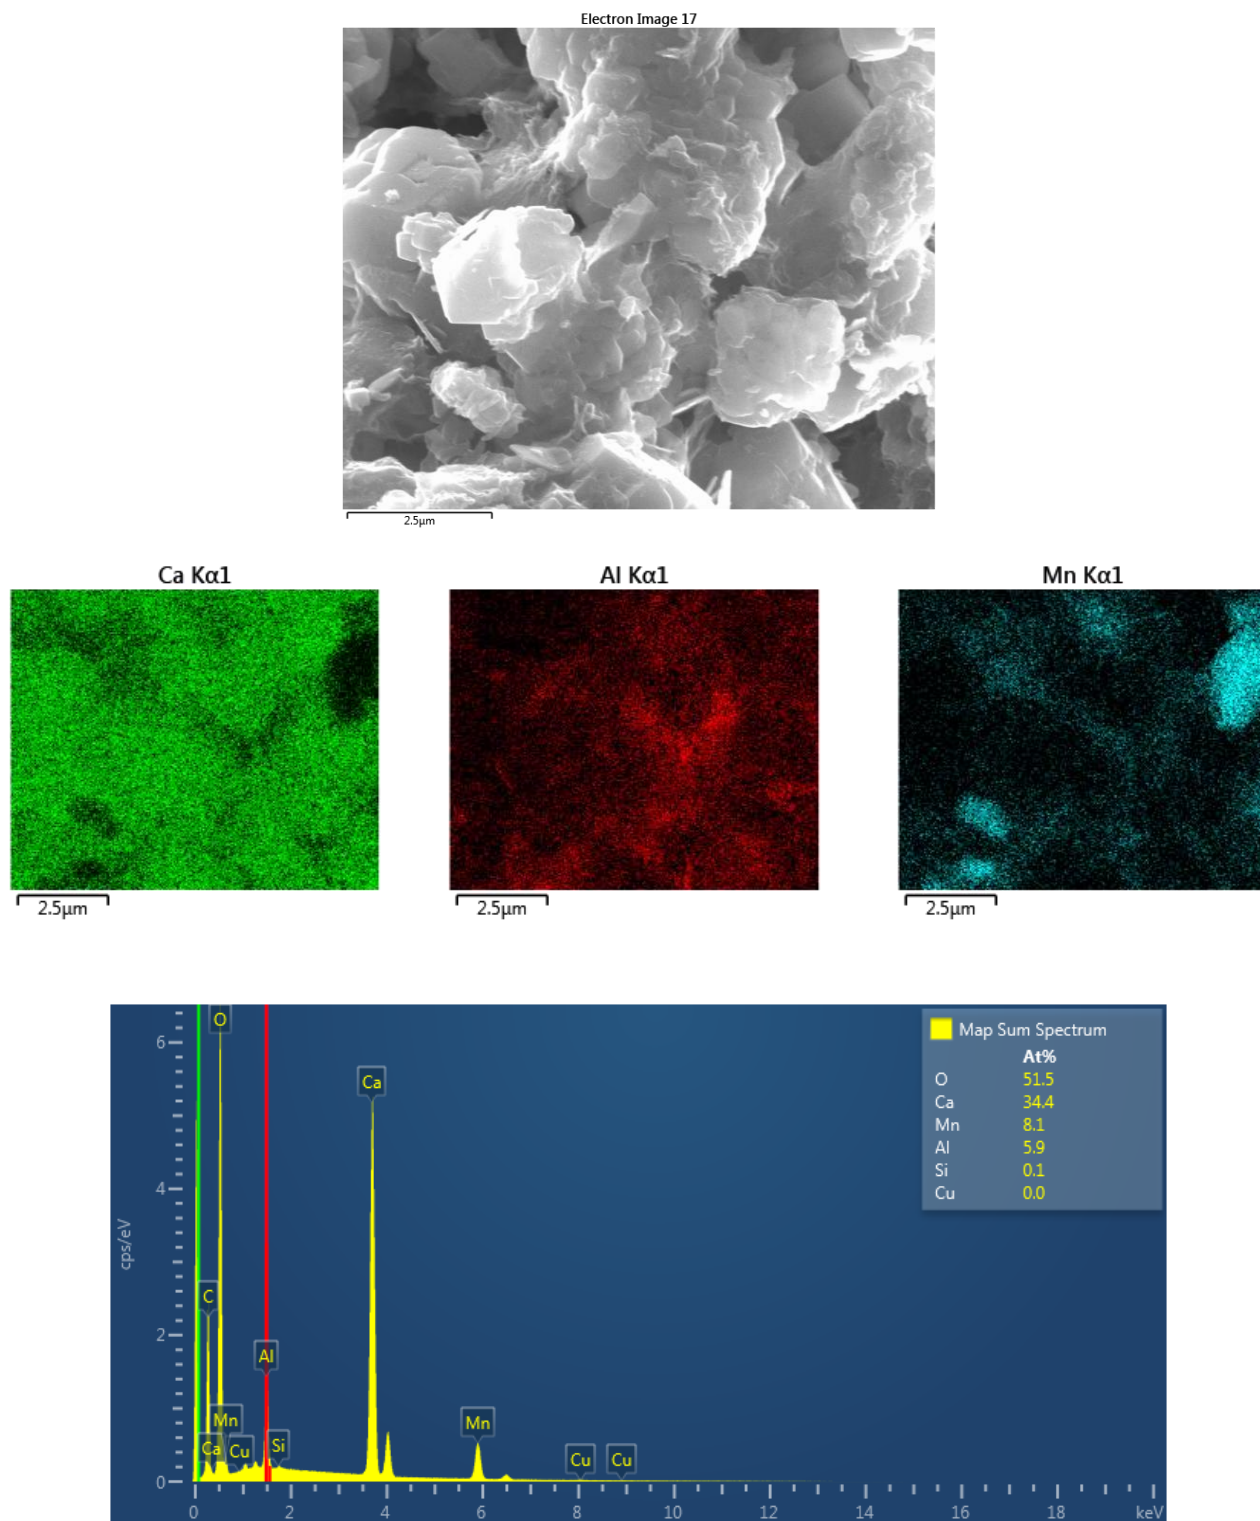 Electron Image 17
2.5µm
Ca Kα1
Al Kα1
Mn Kα1
2.5µm
2.5µm
2.5µm
Map Sum Spectrum
At%
O 51.5
Ca 34.4
Mn 8.1
Al 5.9
Si 0.1
Cu 0.0
cps/eV
6
4
2
0
O
Ca
C
Al
Mn
Ca
Cu
Si
Mn
Cu
Cu
0 2 4 6 8 10 12 14 16 18 keV